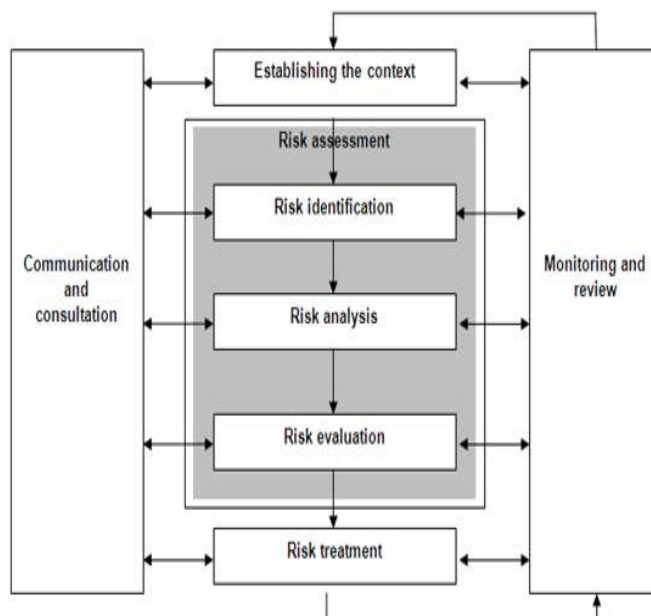 Establishing the context
Risk assessment
Risk identification
Communication
and
consultation
Monitoring and
review
Risk analysis
Risk evaluation
Risk treatment